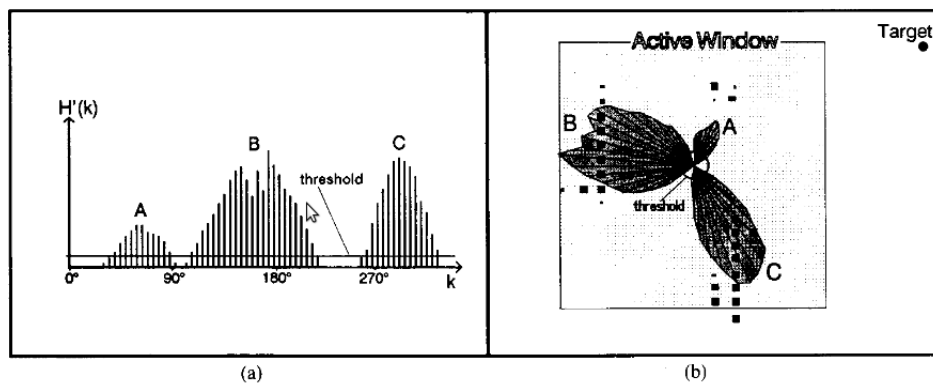 H'(k)
A
B
C
threshold
0°
90°
180°
270°
k
(a)
Active Window
Target
B
A
threshold
C
(b)